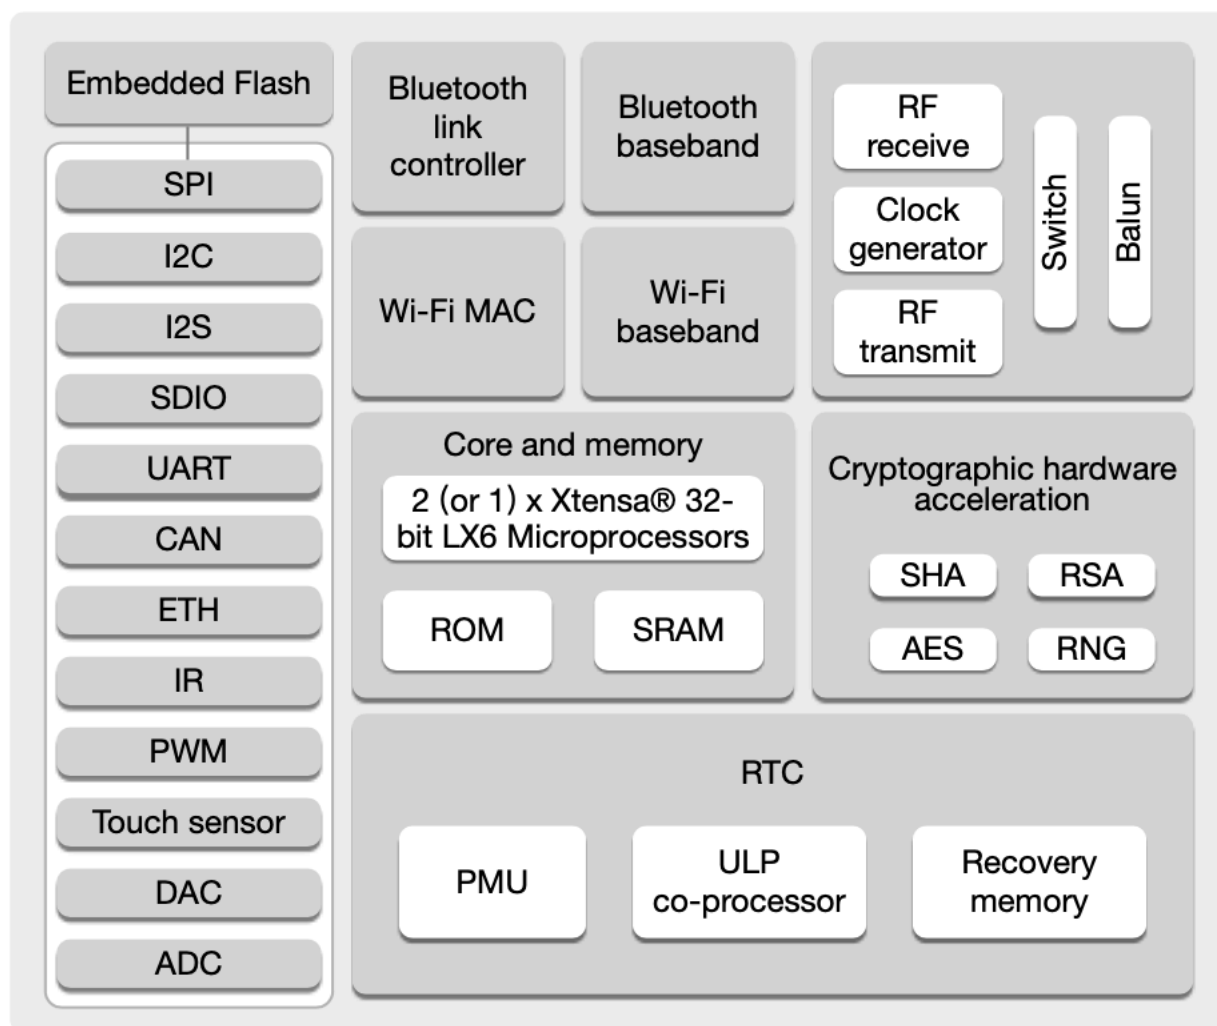 Embedded Flash
SPI
I2C
I2S
SDIO
UART
CAN
ETH
IR
PWM
Touch sensor
DAC
ADC
Bluetooth
link
controller
Bluetooth
baseband
Wi-Fi MAC
Wi-Fi
baseband
RF
receive
Clock
generator
RF
transmit
Switch
Balun
Core and memory
2 (or 1) x Xtensa® 32-
bit LX6 Microprocessors
ROM
SRAM
Cryptographic hardware
acceleration
SHA
RSA
AES
RNG
RTC
PMU
ULP
co-processor
Recovery
memory